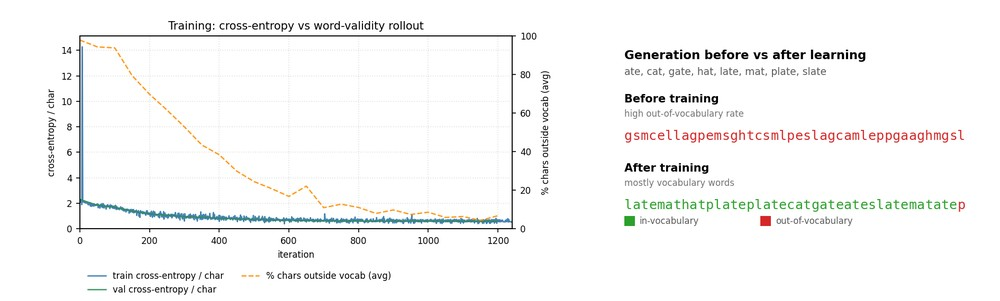 Training: cross-entropy vs word-validity rollout
cross-entropy / char
14
12
10
8
6
4
2
0
100
80
60
40
20
0
% chars outside vocab (avg)
0 200 400 600 800 1000 1200
iteration
train cross-entropy / char
val cross-entropy / char
% chars outside vocab (avg)
Generation before vs after learning
ate, cat, gate, hat, late, mat, plate, slate
Before training
high out-of-vocabulary rate
gsmcellagpemsghtcsmlpeslagcamleppgaaghmgsl
After training
mostly vocabulary words
latemathatplateplatecatgateateslatematatep
in-vocabulary out-of-vocabulary